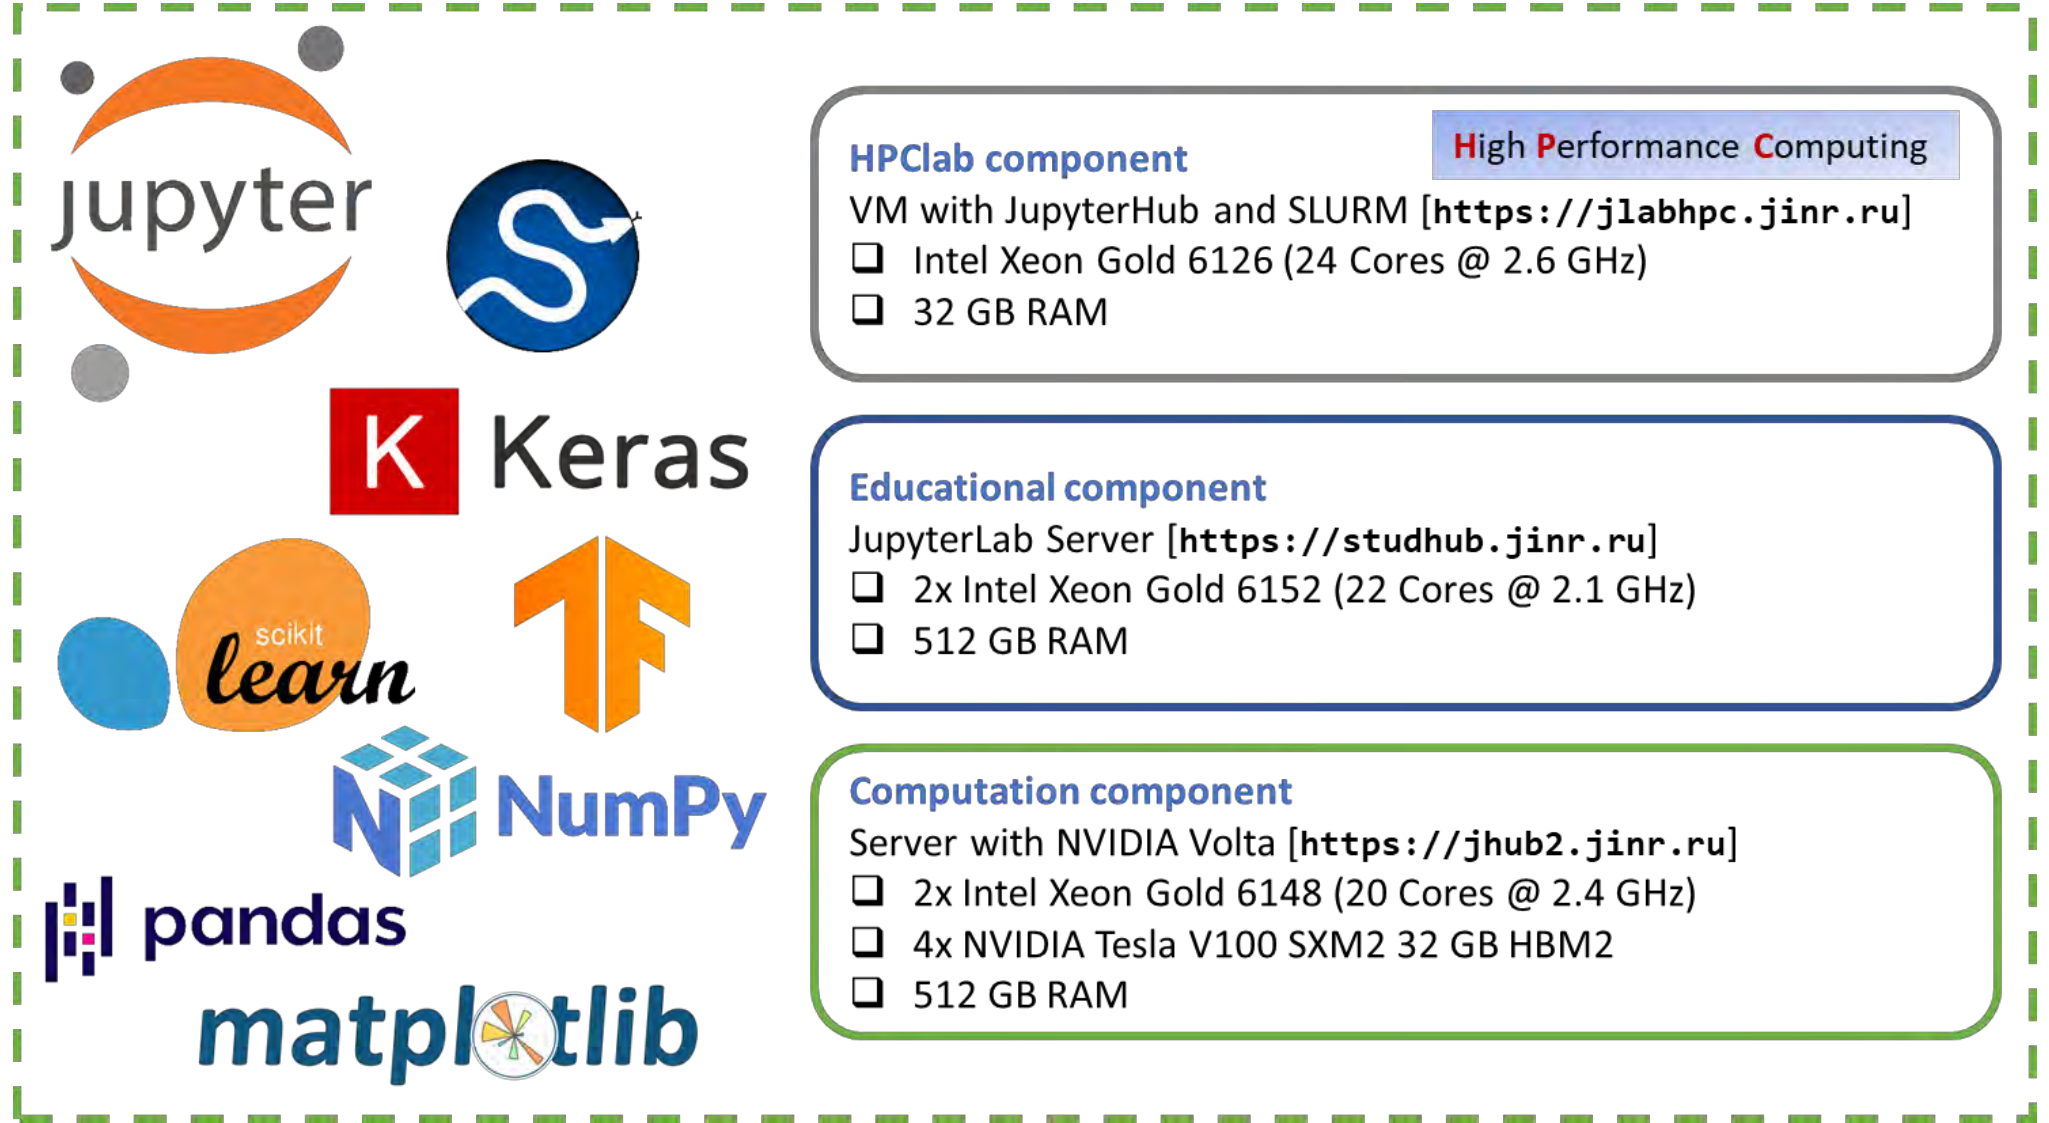 jupyter
K Keras
scikit
learn
NumPy
pandas
matplotlib
High Performance Computing
HPClab component
VM with JupyterHub and SLURM [https://jlabhpc.jinr.ru]
❑ Intel Xeon Gold 6126 (24 Cores @ 2.6 GHz)
❑ 32 GB RAM
Educational component
JupyterLab Server [https://studhub.jinr.ru]
❑ 2x Intel Xeon Gold 6152 (22 Cores @ 2.1 GHz)
❑ 512 GB RAM
Computation component
Server with NVIDIA Volta [https://jhub2.jinr.ru]
❑ 2x Intel Xeon Gold 6148 (20 Cores @ 2.4 GHz)
❑ 4x NVIDIA Tesla V100 SXM2 32 GB HBM2
❑ 512 GB RAM